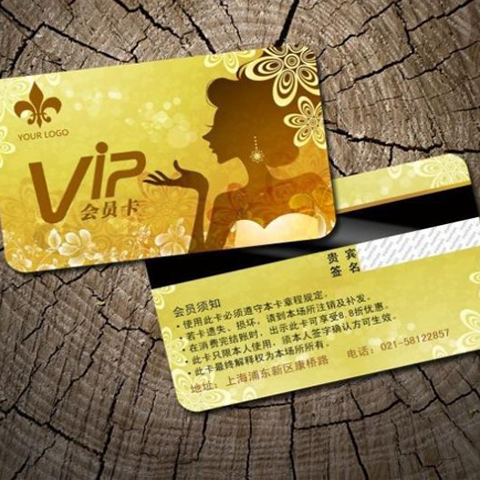 YOUR LOGO
VIP
会员卡
贵宾
签名
会员须知
• 使用此卡必须遵守本卡章程规定。
若卡遗失、损坏，请到本场所注销及补发。
• 在消费完结账时，出示此卡可享受8.8折优惠。
• 此卡只限本人使用，须本人签字确认方可生效。
• 此卡最终解释权为本场所所有。
地址：上海浦东新区康桥路 电话：021-58122857